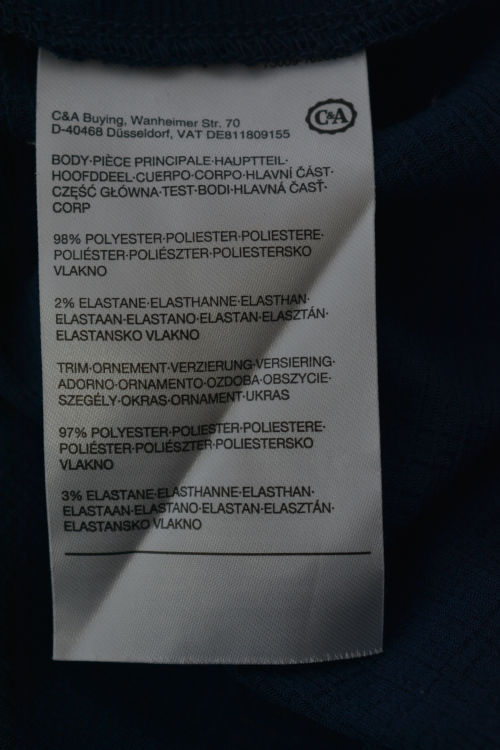 C&A Buying, Wanheimer Str. 70
D-40468 Düsseldorf, VAT DE811809155
C&A
BODY·PIÈCE PRINCIPALE·HAUPTTEIL·
HOOFDDEEL·CUERPO·CORPO·HLAVNÍ ČÁST·
CZĘŚĆ GŁÓWNA·TEST·BODI·HLAVNÁ ČASŤ·
CORP
98% POLYESTER·POLIESTER·POLIESTERE·
POLIÉSTER·POLIÉSZTER·POLIESTERSKO
VLAKNO
2% ELASTANE·ELASTHANNE·ELASTHAN·
ELASTAAN·ELASTANO·ELASTAN·ELASZTÁN·
ELASTANSKO VLAKNO
TRIM·ORNEMENT·VERZIERUNG·VERSIERING·
ADORNO·ORNAMENTO·OZDOBA·OBSZYCIE·
SZEGÉLY·OKRAS·ORNAMENT·UKRAS
97% POLYESTER·POLIESTER·POLIESTERE·
POLIÉSTER·POLIÉSZTER·POLIESTERSKO
VLAKNO
3% ELASTANE·ELASTHANNE·ELASTHAN·
ELASTAAN·ELASTANO·ELASTAN·ELASZTÁN·
ELASTANSKO VLAKNO